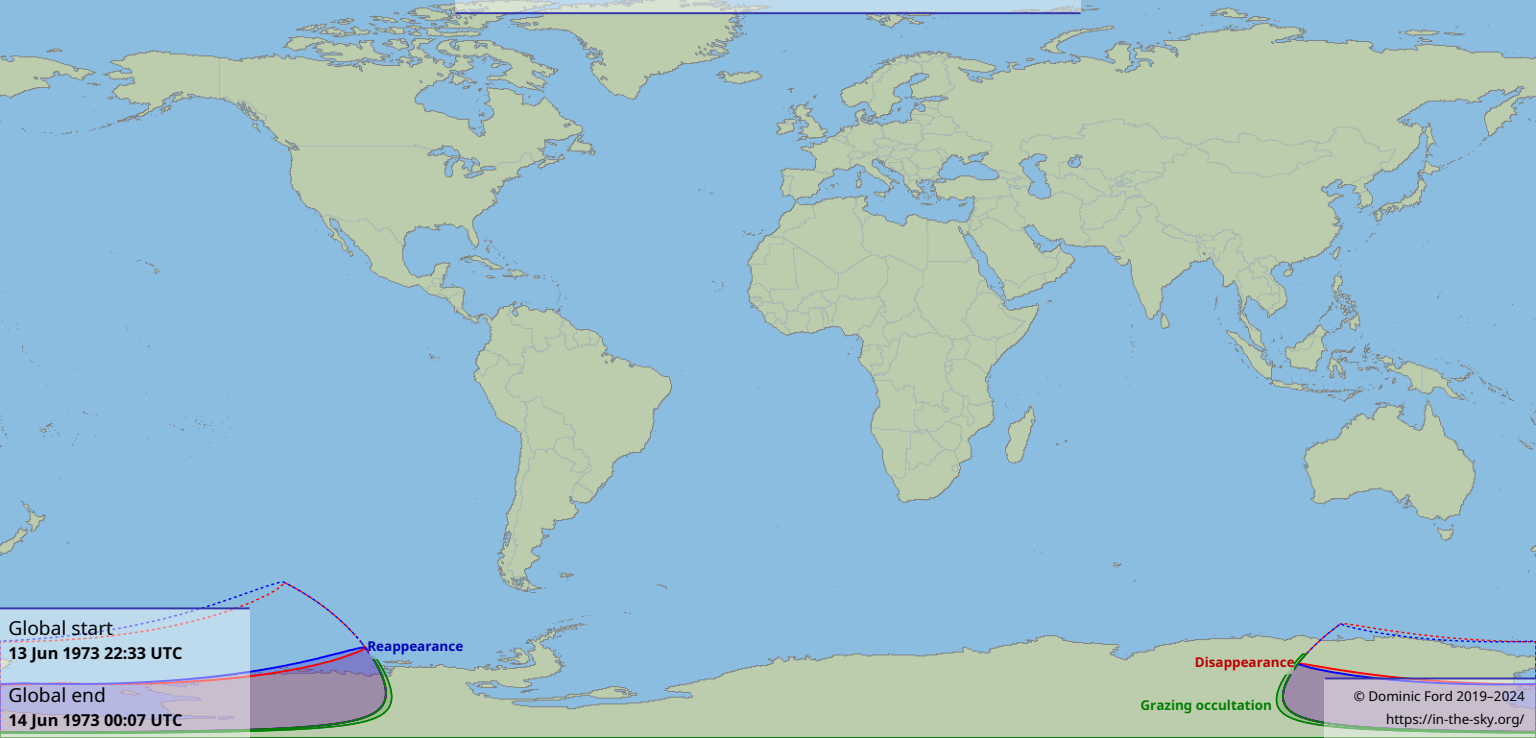 Global start
13 Jun 1973 22:33 UTC
Global end
14 Jun 1973 00:07 UTC
Reappearance
Disappearance
Grazing occultation
© Dominic Ford 2019–2024
https://in-the-sky.org/